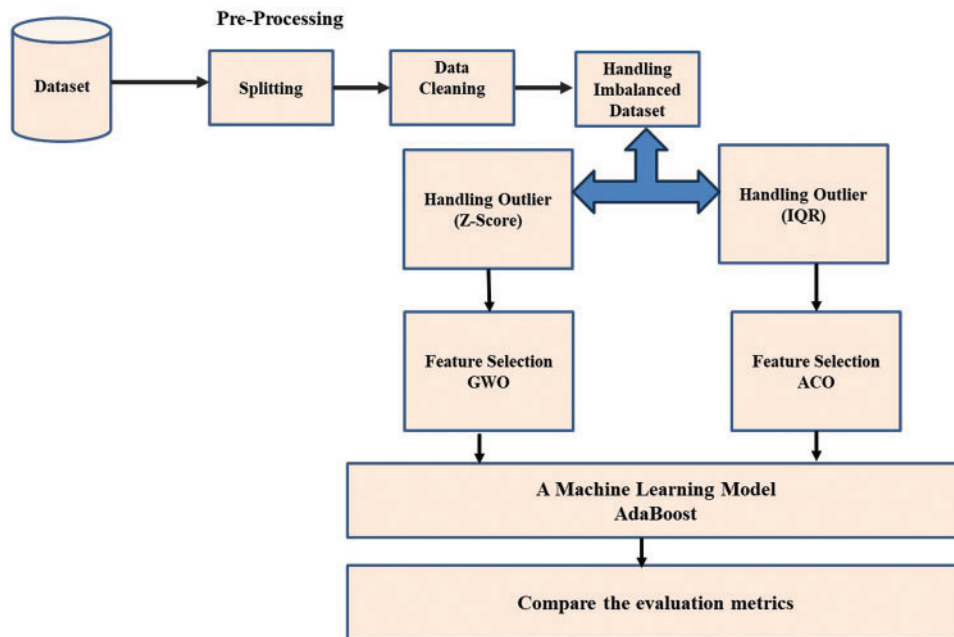 Pre-Processing
Dataset
Splitting
Data
Cleaning
Handling
Imbalanced
Dataset
Handling Outlier
(Z-Score)
Handling Outlier
(IQR)
Feature Selection
GWO
Feature Selection
ACO
A Machine Learning Model
AdaBoost
Compare the evaluation metrics